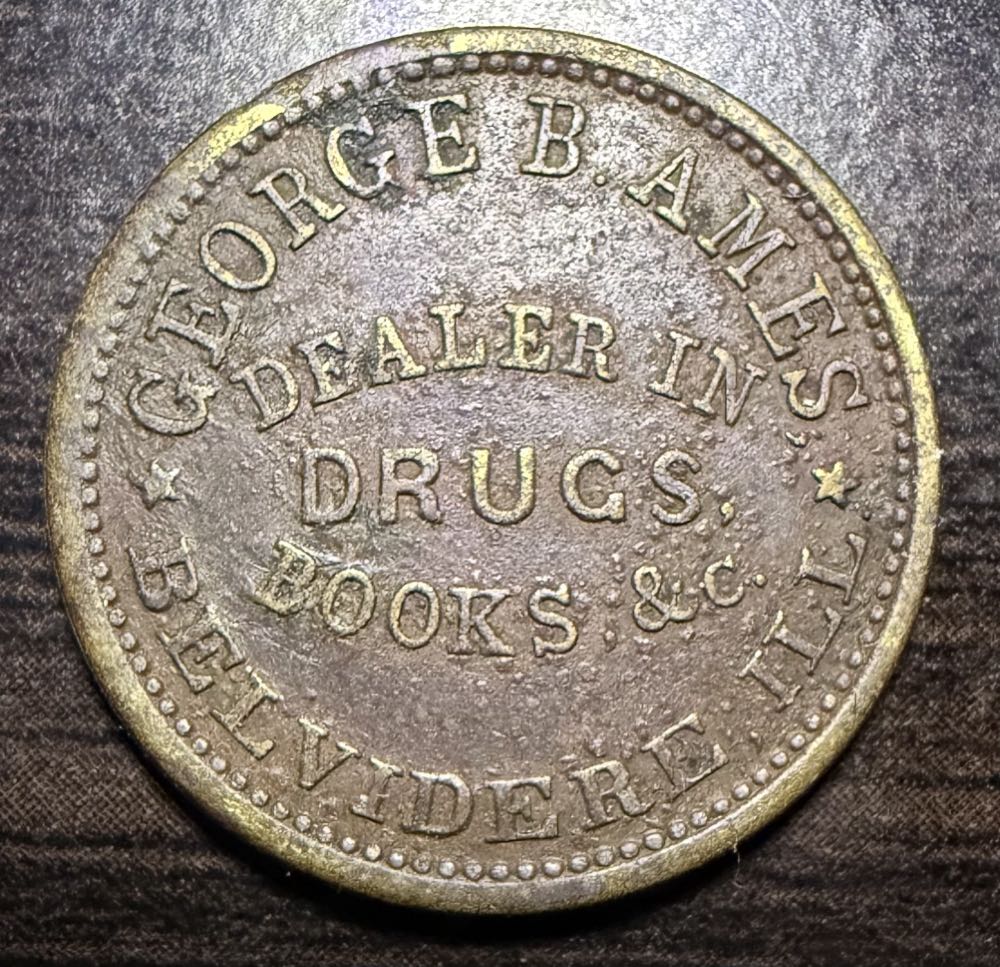 GEORGE B. AMES,
DEALER IN
DRUGS,
BOOKS, &c.
BELVIDERE, ILL.